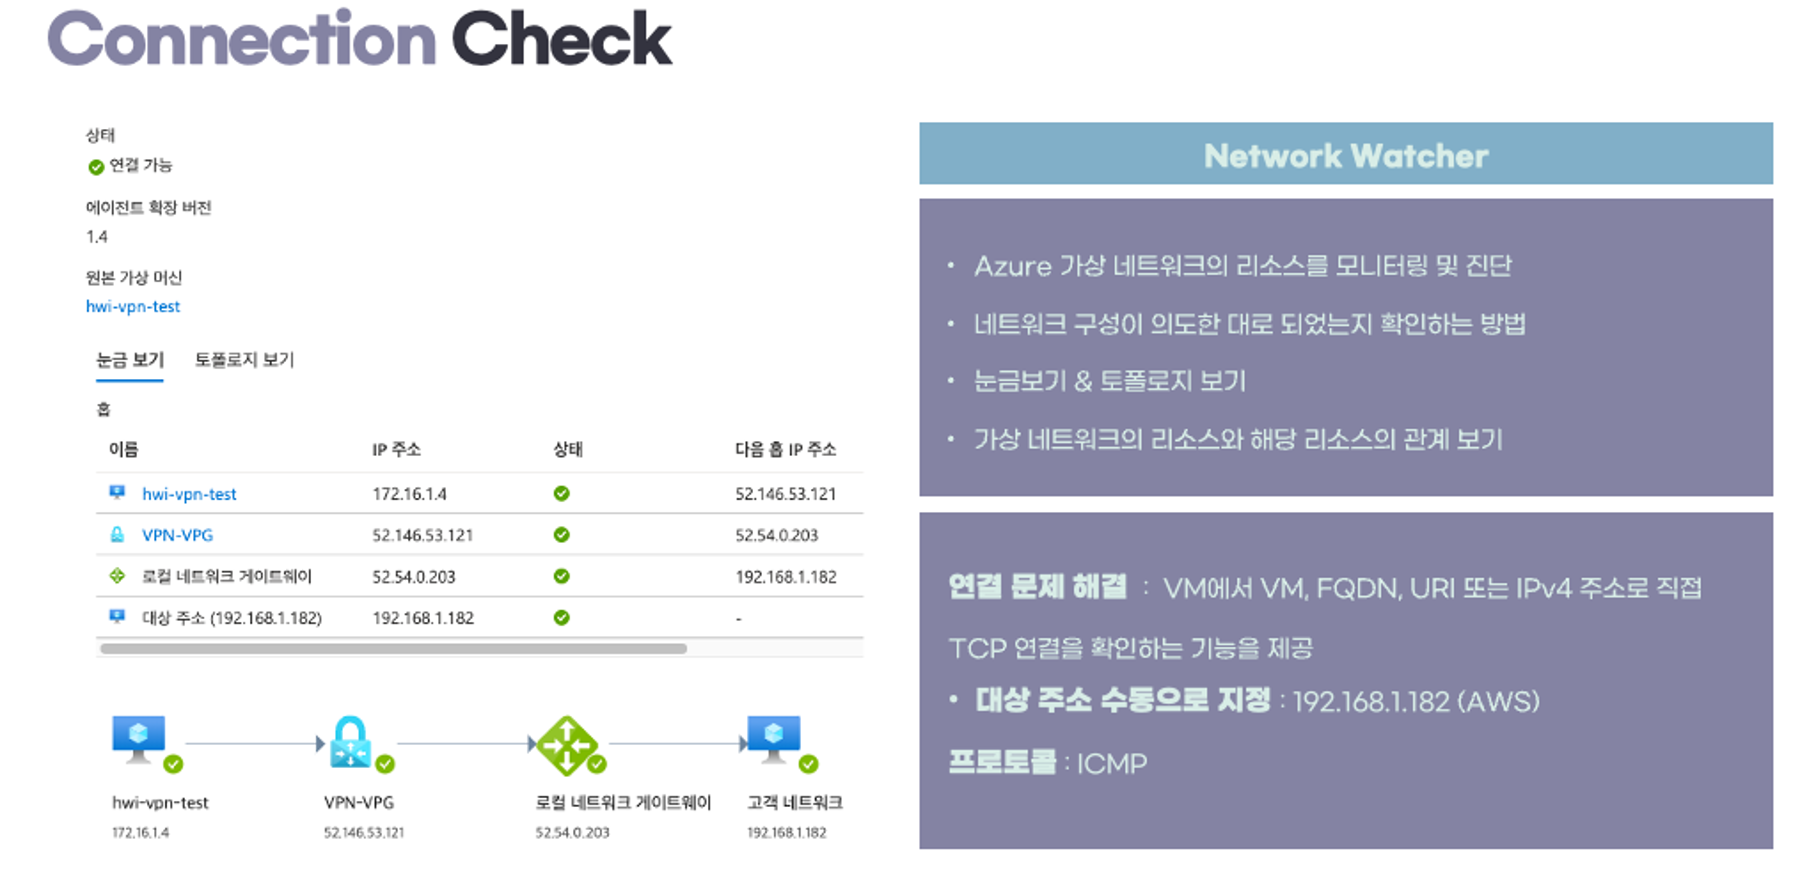 Connection Check
상태
연결 가능
에이전트 확장 버전
1.4
원본 가상 머신
hwi-vpn-test
눈금 보기 토폴로지 보기
홉
이름 IP 주소 상태 다음 홉 IP 주소
hwi-vpn-test 172.16.1.4 52.146.53.121
VPN-VPG 52.146.53.121 52.54.0.203
로컬 네트워크 게이트웨이 52.54.0.203 192.168.1.182
대상 주소 (192.168.1.182) 192.168.1.182 -
hwi-vpn-test VPN-VPG 로컬 네트워크 게이트웨이 고객 네트워크
172.16.1.4 52.146.53.121 52.54.0.203 192.168.1.182
Network Watcher
• Azure 가상 네트워크의 리소스를 모니터링 및 진단
• 네트워크 구성이 의도한 대로 되었는지 확인하는 방법
• 눈금보기 & 토폴로지 보기
• 가상 네트워크의 리소스와 해당 리소스의 관계 보기
연결 문제 해결 : VM에서 VM, FQDN, URI 또는 IPv4 주소로 직접
TCP 연결을 확인하는 기능을 제공
• 대상 주소 수동으로 지정 : 192.168.1.182 (AWS)
프로토콜 : ICMP